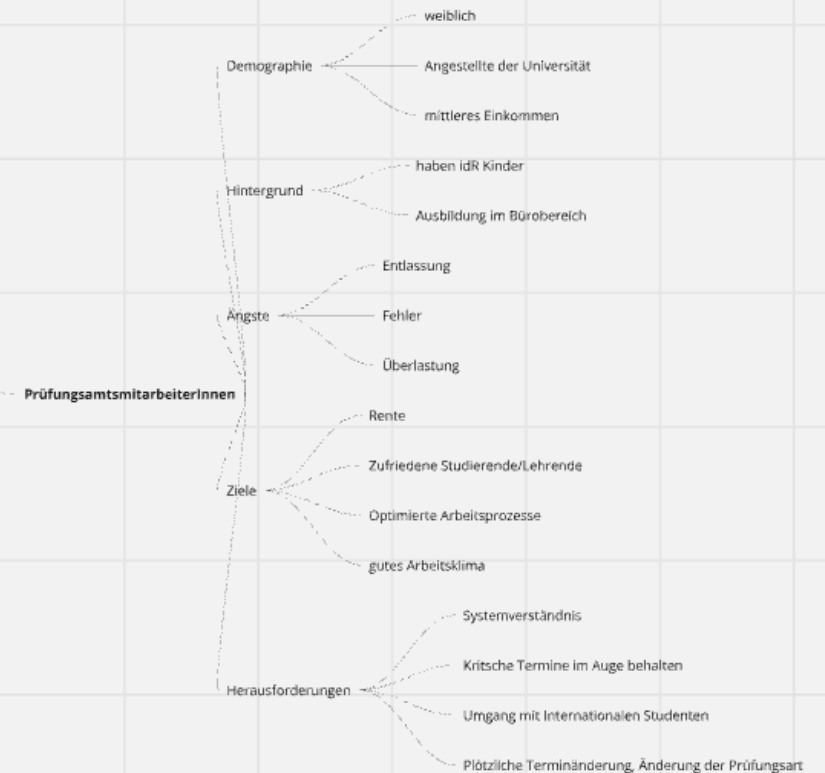 weiblich
Demographie
Angestellte der Universität
mittleres Einkommen
haben idR Kinder
Hintergrund
Ausbildung im Bürobereich
Entlassung
Ängste
Fehler
Überlastung
PrüfungsamtsmitarbeiterInnen
Rente
Zufriedene Studierende/Lehrende
Ziele
Optimierte Arbeitsprozesse
gutes Arbeitsklima
Systemverständnis
Kritsche Termine im Auge behalten
Herausforderungen
Umgang mit Internationalen Studenten
Plötzliche Terminänderung, Änderung der Prüfungsart